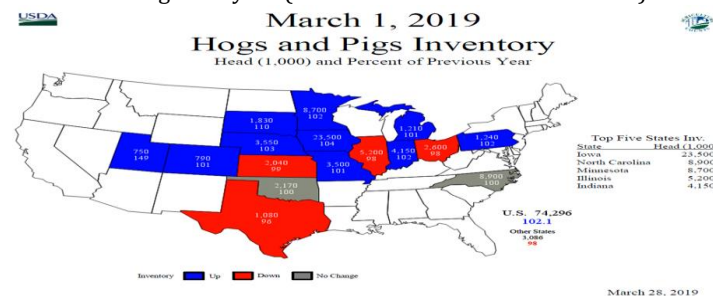 USDA
March 1, 2019
Hogs and Pigs Inventory
Head (1,000) and Percent of Previous Year
8,700
102
1,830
110
1,210
101
3,550
103
23,500
104
1,240
102
750
149
790
101
5,200
98
4,150
102
2,600
98
2,040
99
3,500
101
2,170
100
8,900
100
1,080
98
Top Five States Inv.
State Head (1,000
Iowa 23,500
North Carolina 8,900
Minnesota 8,700
Illinois 5,200
Indiana 4,150
U.S. 74,296
102.1
Other States
3,086
98
Inventory Up Down No Change
March 28, 2019